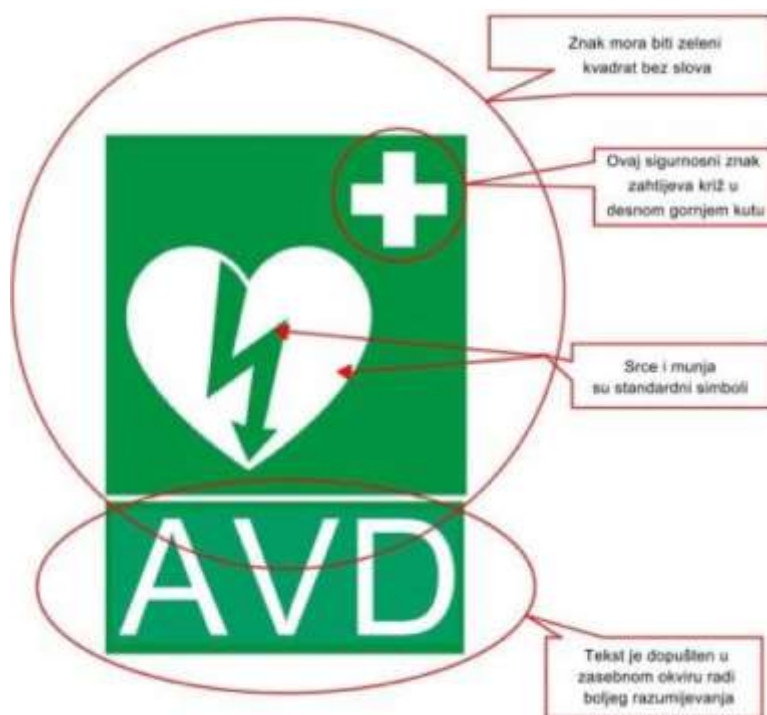 Znak mora biti zeleni
kvadrat bez slova
Ovaj sigurnosni znak
zahtijeva križ u
desnom gornjem kutu
Srce i munja
su standardni simboli
AVD
Tekst je dopušten u
zasebnom okviru radi
boljeg razumijevanja